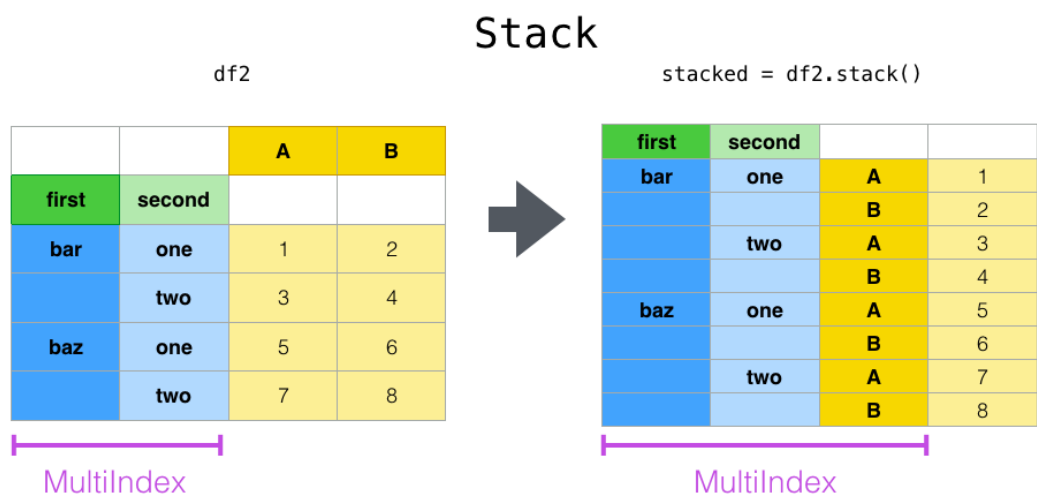 Stack
df2
A B
first second
bar one 1 2
two 3 4
baz one 5 6
two 7 8
MultiIndex
stacked = df2.stack()
first second
bar one A 1
B 2
two A 3
B 4
baz one A 5
B 6
two A 7
B 8
MultiIndex